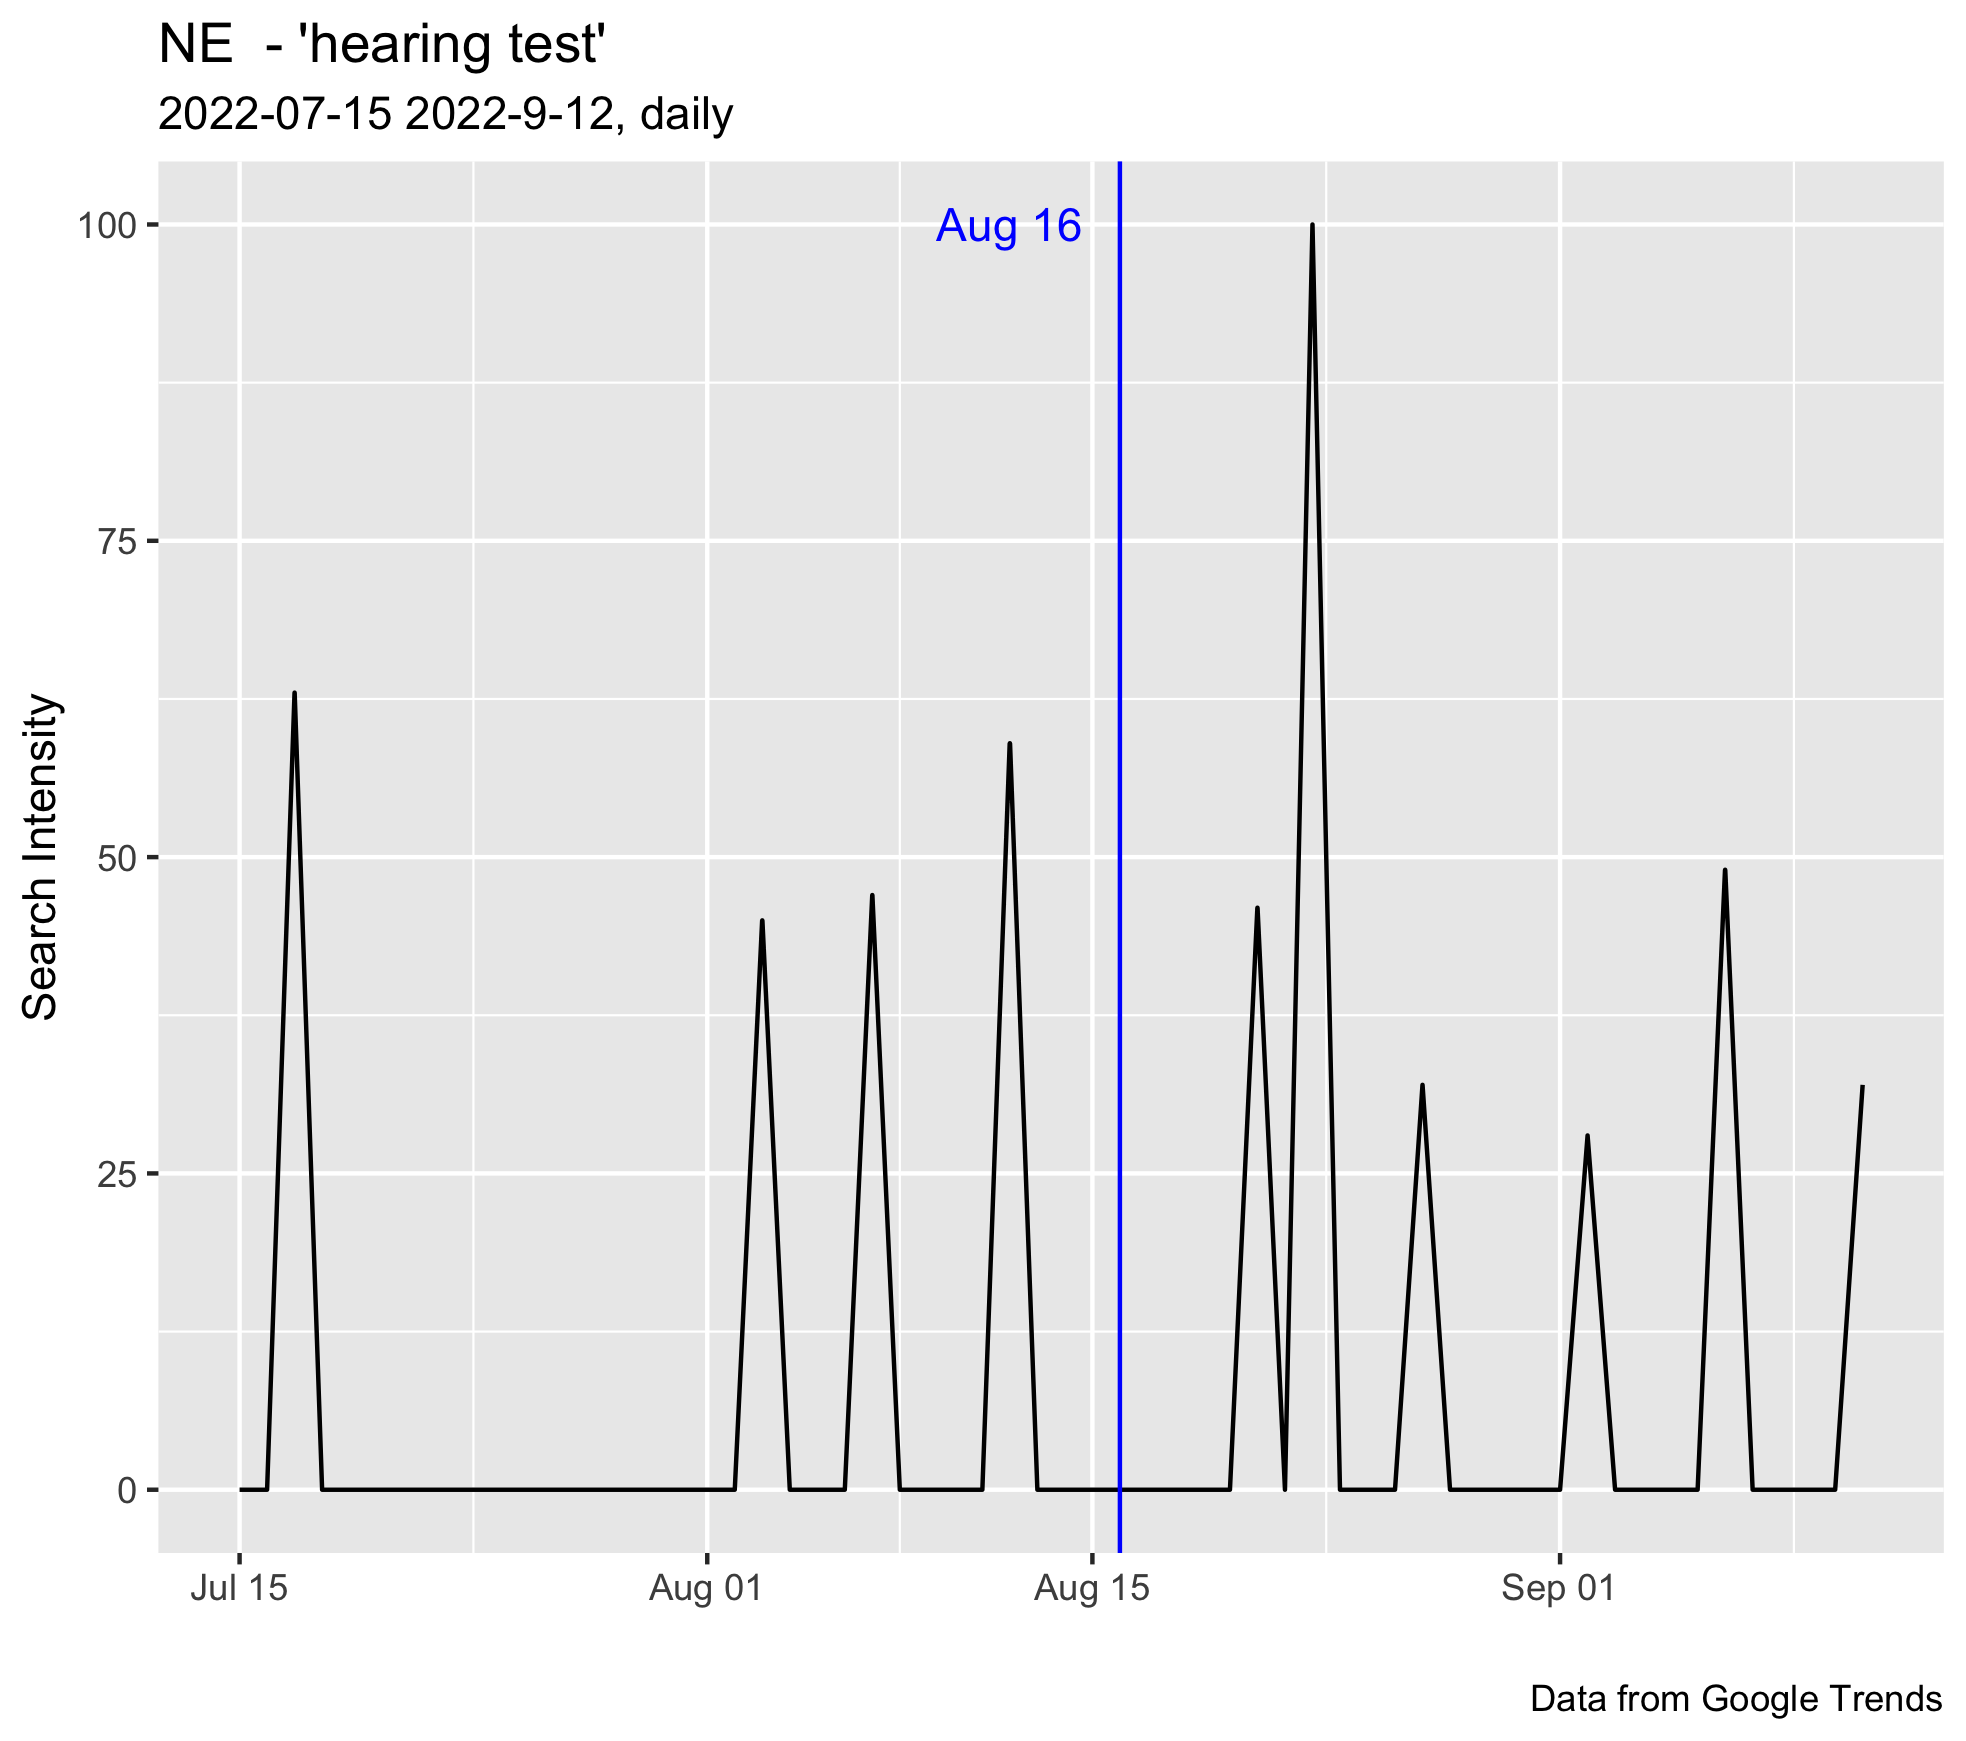 NE  - 'hearing test'
2022-07-15 2022-9-12, daily
Aug 16
100
75
50
25
0
Search Intensity
Jul 15
Aug 01
Aug 15
Sep 01
Data from Google Trends